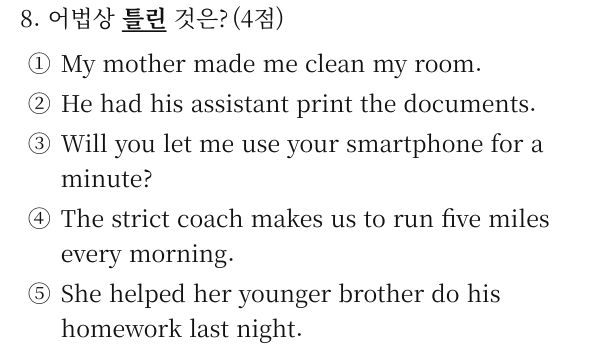 8. 어법상 틀린 것은? (4점)
① My mother made me clean my room.
② He had his assistant print the documents.
③ Will you let me use your smartphone for a
minute?
④ The strict coach makes us to run five miles
every morning.
⑤ She helped her younger brother do his
homework last night.